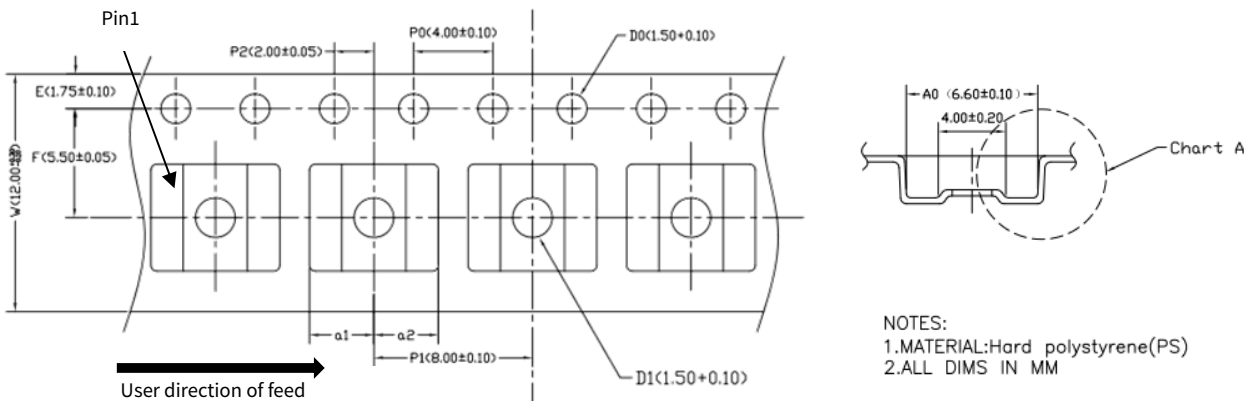 Pin1
P2(2.00±0.05)
P0(4.00±0.10)
D0(1.50+0.10)
E(1.75±0.10)
F(5.50±0.05)
a1
a2
P1(8.00±0.10)
D1(1.50+0.10)
User direction of feed
A0 (6.60±0.10)
4.00±0.20
Chart A
NOTES:
1.MATERIAL:Hard polystyrene(PS)
2.ALL DIMS IN MM